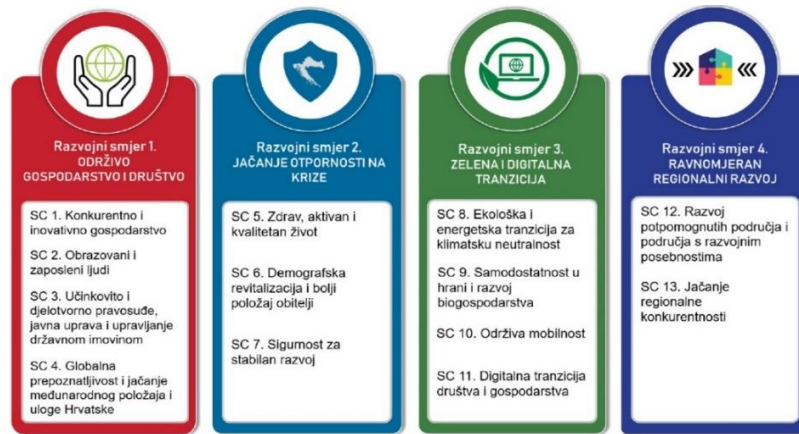 Razvojni smjer 1.
ODRŽIVO
GOSPODARSTVO I DRUŠTVO
SC 1. Konkurentno i
inovativno gospodarstvo
SC 2. Obrazovani i
zaposleni ljudi
SC 3. Učinkovito i
djelotvorno pravosuđe,
javna uprava i upravljanje
državnom imovinom
SC 4. Globalna
prepoznatljivost i jačanje
međunarodnog položaja i
uloge Hrvatske
Razvojni smjer 2.
JAČANJE OTPORNOSTI NA
KRIZE
SC 5. Zdrav, aktivan i
kvalitetan život
SC 6. Demografska
revitalizacija i bolji
položaj obitelji
SC 7. Sigurnost za
stabilan razvoj
Razvojni smjer 3.
ZELENA I DIGITALNA
TRANZICIJA
SC 8. Ekološka i
energetska tranzicija za
klimatsku neutralnost
SC 9. Samodostatnost u
hrani i razvoj
biogospodarstva
SC 10. Održiva mobilnost
SC 11. Digitalna tranzicija
društva i gospodarstva
Razvojni smjer 4.
RAVNOMJERAN
REGIONALNI RAZVOJ
SC 12. Razvoj
potpomognutih područja i
područja s razvojnim
posebnostima
SC 13. Jačanje
regionalne
konkurentnosti